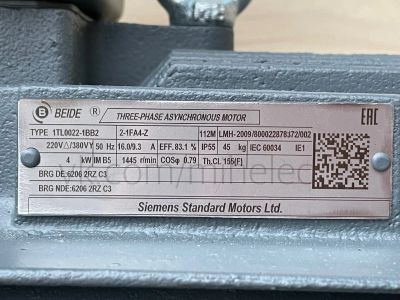 B BEIDE ® THREE-PHASE ASYNCHRONOUS MOTOR EAC
TYPE 1TL0022-1BB2 2-1FA4-Z 112M LMH-2009/800022878372/002
220V△/380VY 50 Hz 16.0/9.3 A EFF. 83.1 % IP55 45 kg IEC 60034 IE1
4 kW IM B5 1445 r/min COSφ 0.79 Th.Cl. 155[F]
BRG DE:6206 2RZ C3
BRG NDE:6206 2RZ C3
Siemens Standard Motors Ltd.